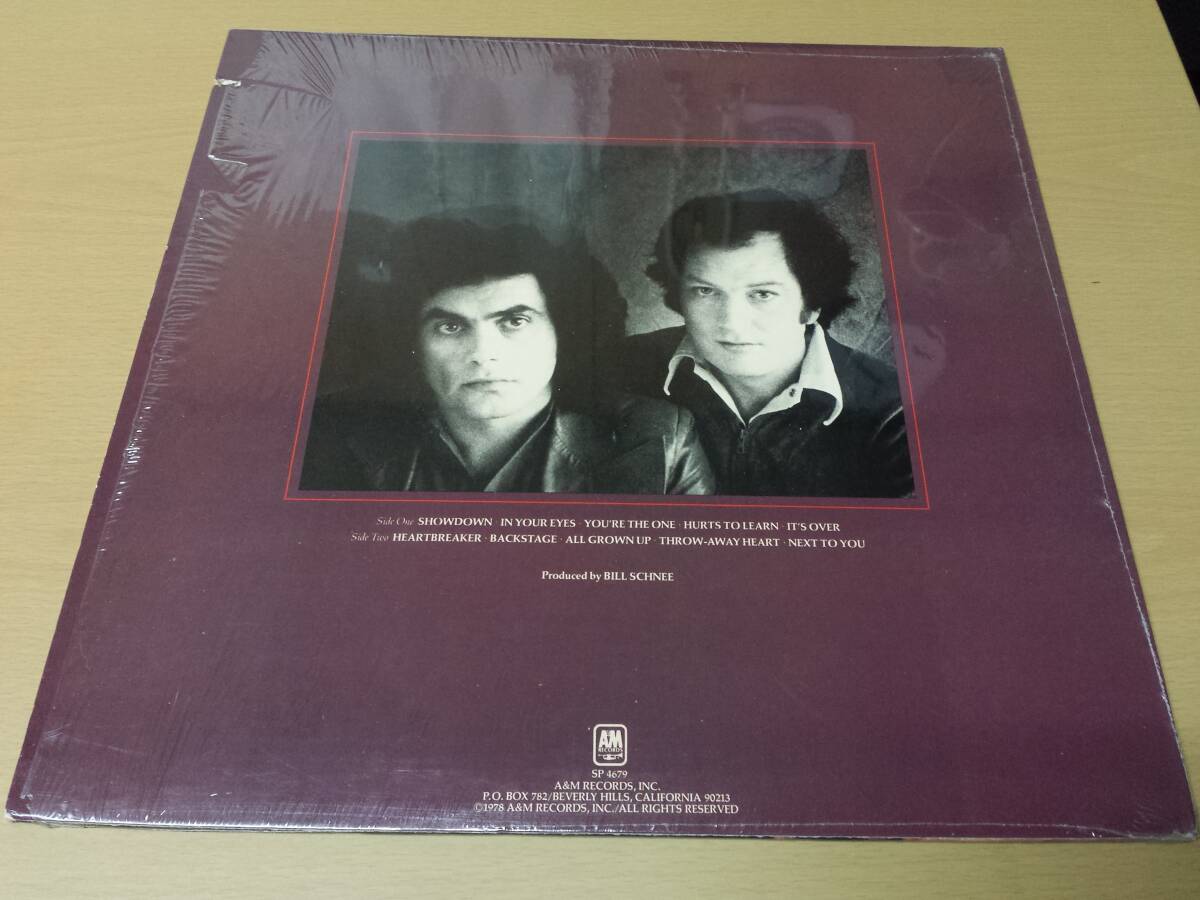 Side One SHOWDOWN · IN YOUR EYES · YOU'RE THE ONE · HURTS TO LEARN · IT'S OVER
Side Two HEARTBREAKER · BACKSTAGE · ALL GROWN UP · THROW-AWAY HEART · NEXT TO YOU
Produced by BILL SCHNEE
A&M
RECORDS
SP 4679
A&M RECORDS, INC.
P.O. BOX 782/BEVERLY HILLS, CALIFORNIA 90213
©1978 A&M RECORDS, INC./ALL RIGHTS RESERVED